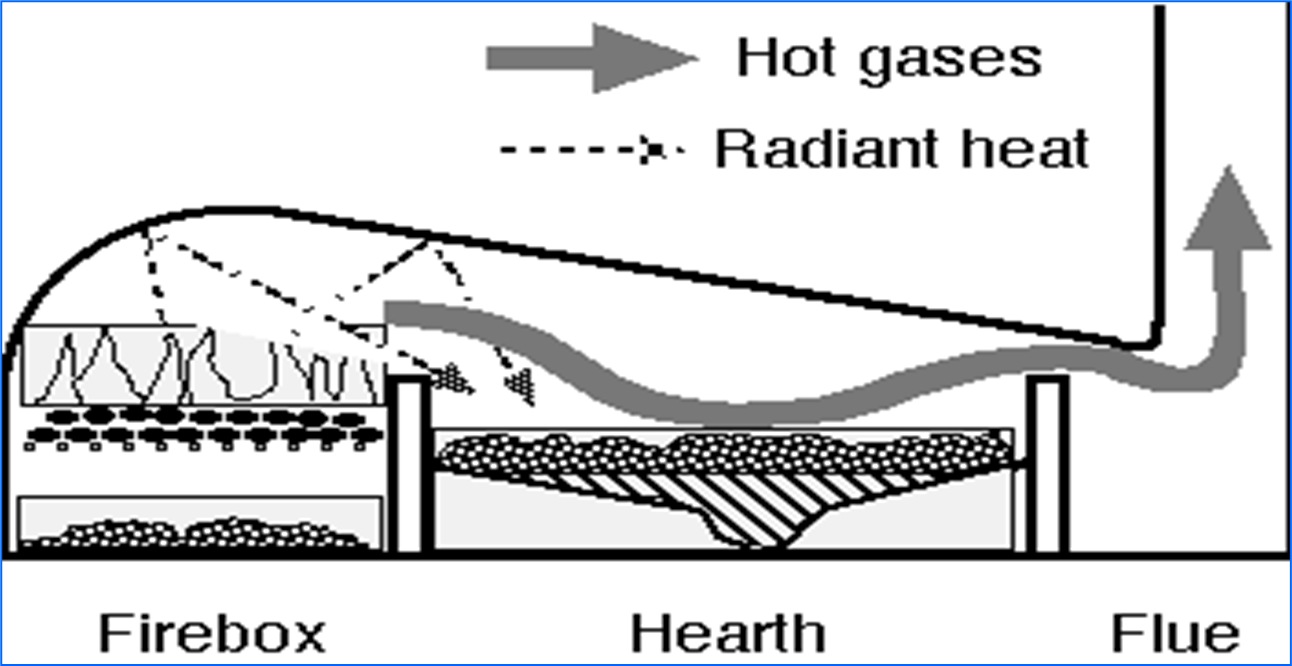 Hot gases
Radiant heat
Firebox
Hearth
Flue